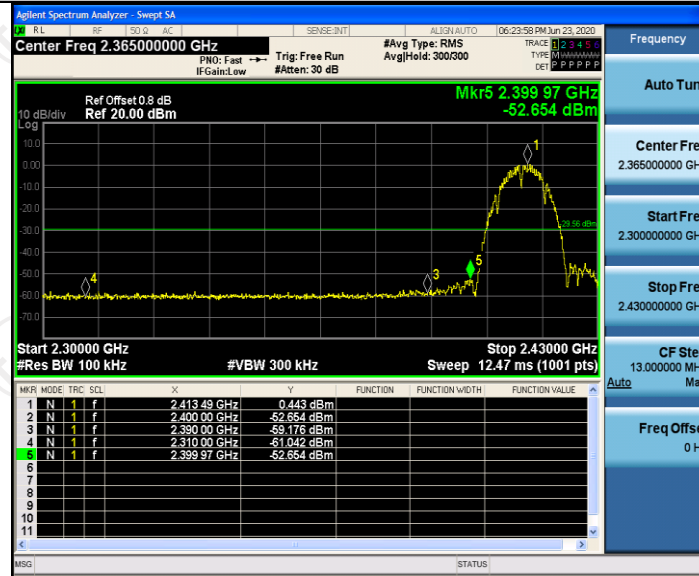 Agilent Spectrum Analyzer - Swept SA
RL RF 50 Ω AC SENSE:INT ALIGN AUTO 06:23:58 PM Jun 23, 2020
Center Freq 2.365000000 GHz #Avg Type: RMS TRACE 1 2 3 4 5 6
PNO: Fast Trig: Free Run Avg|Hold: 300/300 TYPE M
IFGain:Low #Atten: 30 dB DET P P P P P P
Mkr5 2.399 97 GHz
-52.654 dBm
Ref Offset 0.8 dB
10 dB/div Ref 20.00 dBm
Log
10.0
0.00
-10.0
-20.0
-30.0
-40.0
-50.0
-60.0
-70.0
1
-29.56 dBm
5
3
4
Start 2.30000 GHz Stop 2.43000 GHz
#Res BW 100 kHz #VBW 300 kHz Sweep 12.47 ms (1001 pts)
MKR MODE TRC SCL X Y FUNCTION FUNCTION WIDTH FUNCTION VALUE
1 N 1 f 2.413 49 GHz 0.443 dBm
2 N 1 f 2.400 00 GHz -52.654 dBm
3 N 1 f 2.390 00 GHz -59.176 dBm
4 N 1 f 2.310 00 GHz -61.042 dBm
5 N 1 f 2.399 97 GHz -52.654 dBm
6
7
8
9
10
11
MSG STATUS
Frequency
Auto Tun
Center Fre
2.365000000 GH
Start Fre
2.300000000 GH
Stop Fre
2.430000000 GH
CF Ste
13.000000 MH
Auto Ma
Freq Offse
0 H